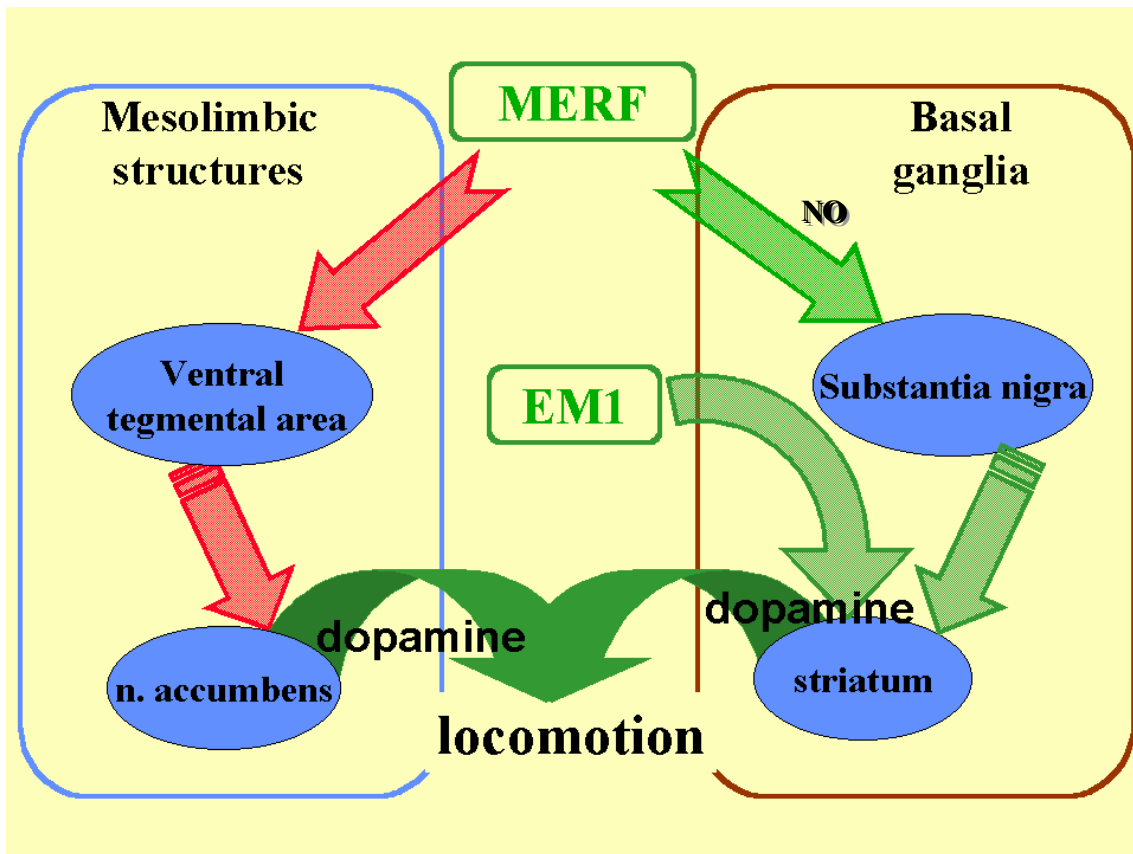 MERF
Mesolimbic
structures
Basal
ganglia
NO
Ventral
tegmental area
EM1
Substantia nigra
dopamine
dopamine
n. accumbens
striatum
locomotion